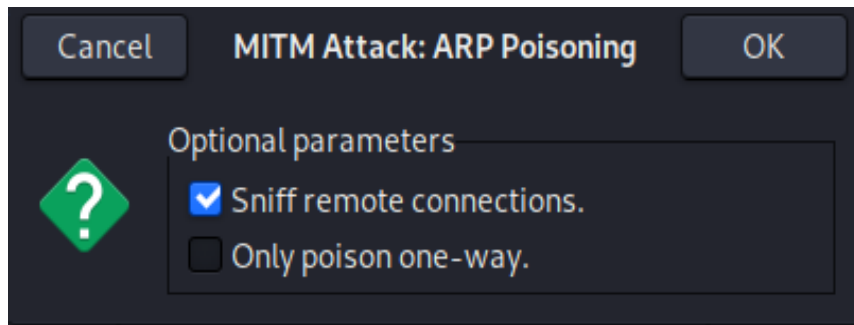 Cancel MITM Attack: ARP Poisoning OK
Optional parameters
?
Sniff remote connections.
Only poison one-way.